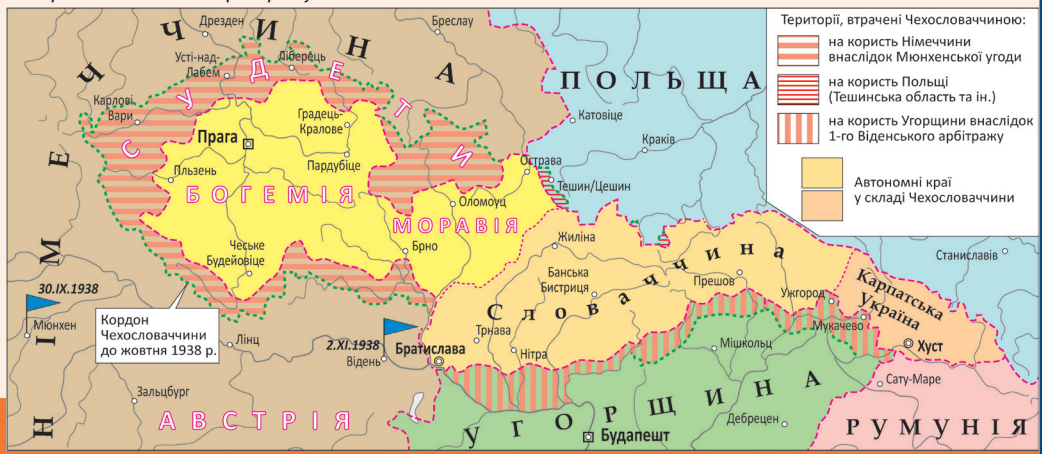 Території, втрачені Чехословаччиною:
на користь Німеччини
внаслідок Мюнхенської угоди
на користь Польщі
(Тешинська область та ін.)
на користь Угорщини внаслідок
1-го Віденського арбітражу
Автономні краї
у складі Чехословаччини
НІМЕЧЧИНА
ПОЛЬЩА
СУДЕТИ
Дрезден
Бреслау
Усті-над-
Лабем
Ліберець
Карлові
Вари
Градець-
Кралове
Прага
Пардубіце
Пльзень
БОГЕМІЯ
МОРАВІЯ
Оломоуц
Острава
Катовіце
Краків
Тешин/Цешин
Чеське
Будейовіце
Брно
Жиліна
Банська
Бистриця
Словаччина
Прешов
Ужгород
Мукачево
Карпатська
Україна
Хуст
Станиславів
30.IX.1938
Мюнхен
Кордон
Чехословаччини
до жовтня 1938 р.
Лінц
2.XI.1938
Відень
Братислава
Трнава
Нітра
Мішкольц
Зальцбург
АВСТРІЯ
УГОРЩИНА
Будапешт
Дебрецен
Сату-Маре
РУМУНІЯ